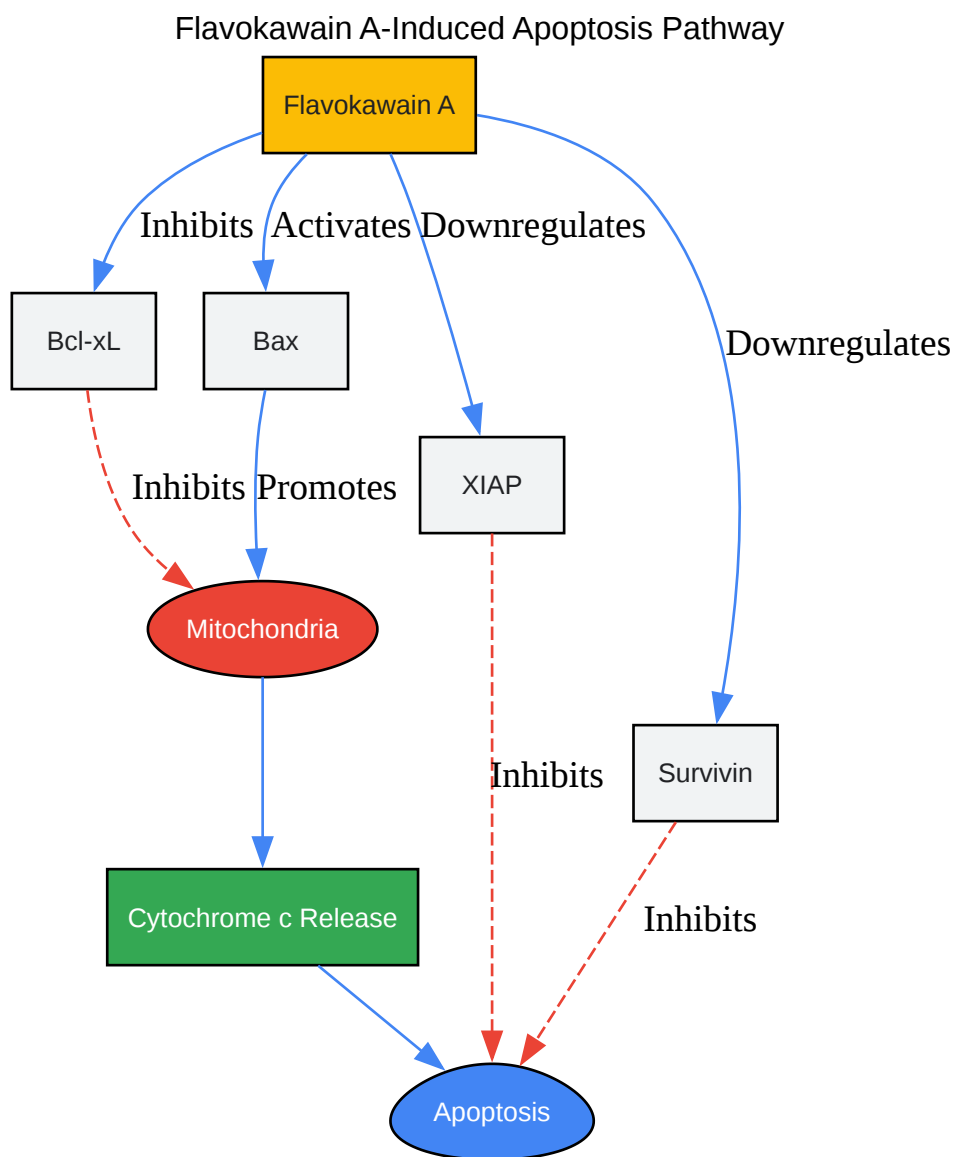 Flavokawain A-Induced Apoptosis Pathway
Flavokawain A
Inhibits
Activates
Downregulates
Bcl-xL
Bax
Downregulates
Inhibits
Promotes
XIAP
Mitochondria
Inhibits
Survivin
Cytochrome c Release
Inhibits
Apoptosis